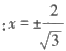 :x = ± 2/√3